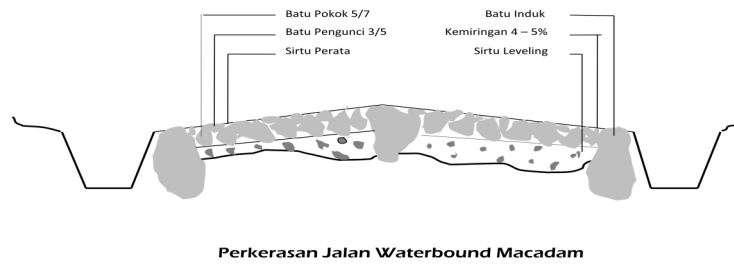 Batu Pokok 5/7
Batu Pengunci 3/5
Sirtu Perata
Batu Induk
Kemiringan 4 – 5%
Sirtu Leveling
Perkerasan Jalan Waterbound Macadam